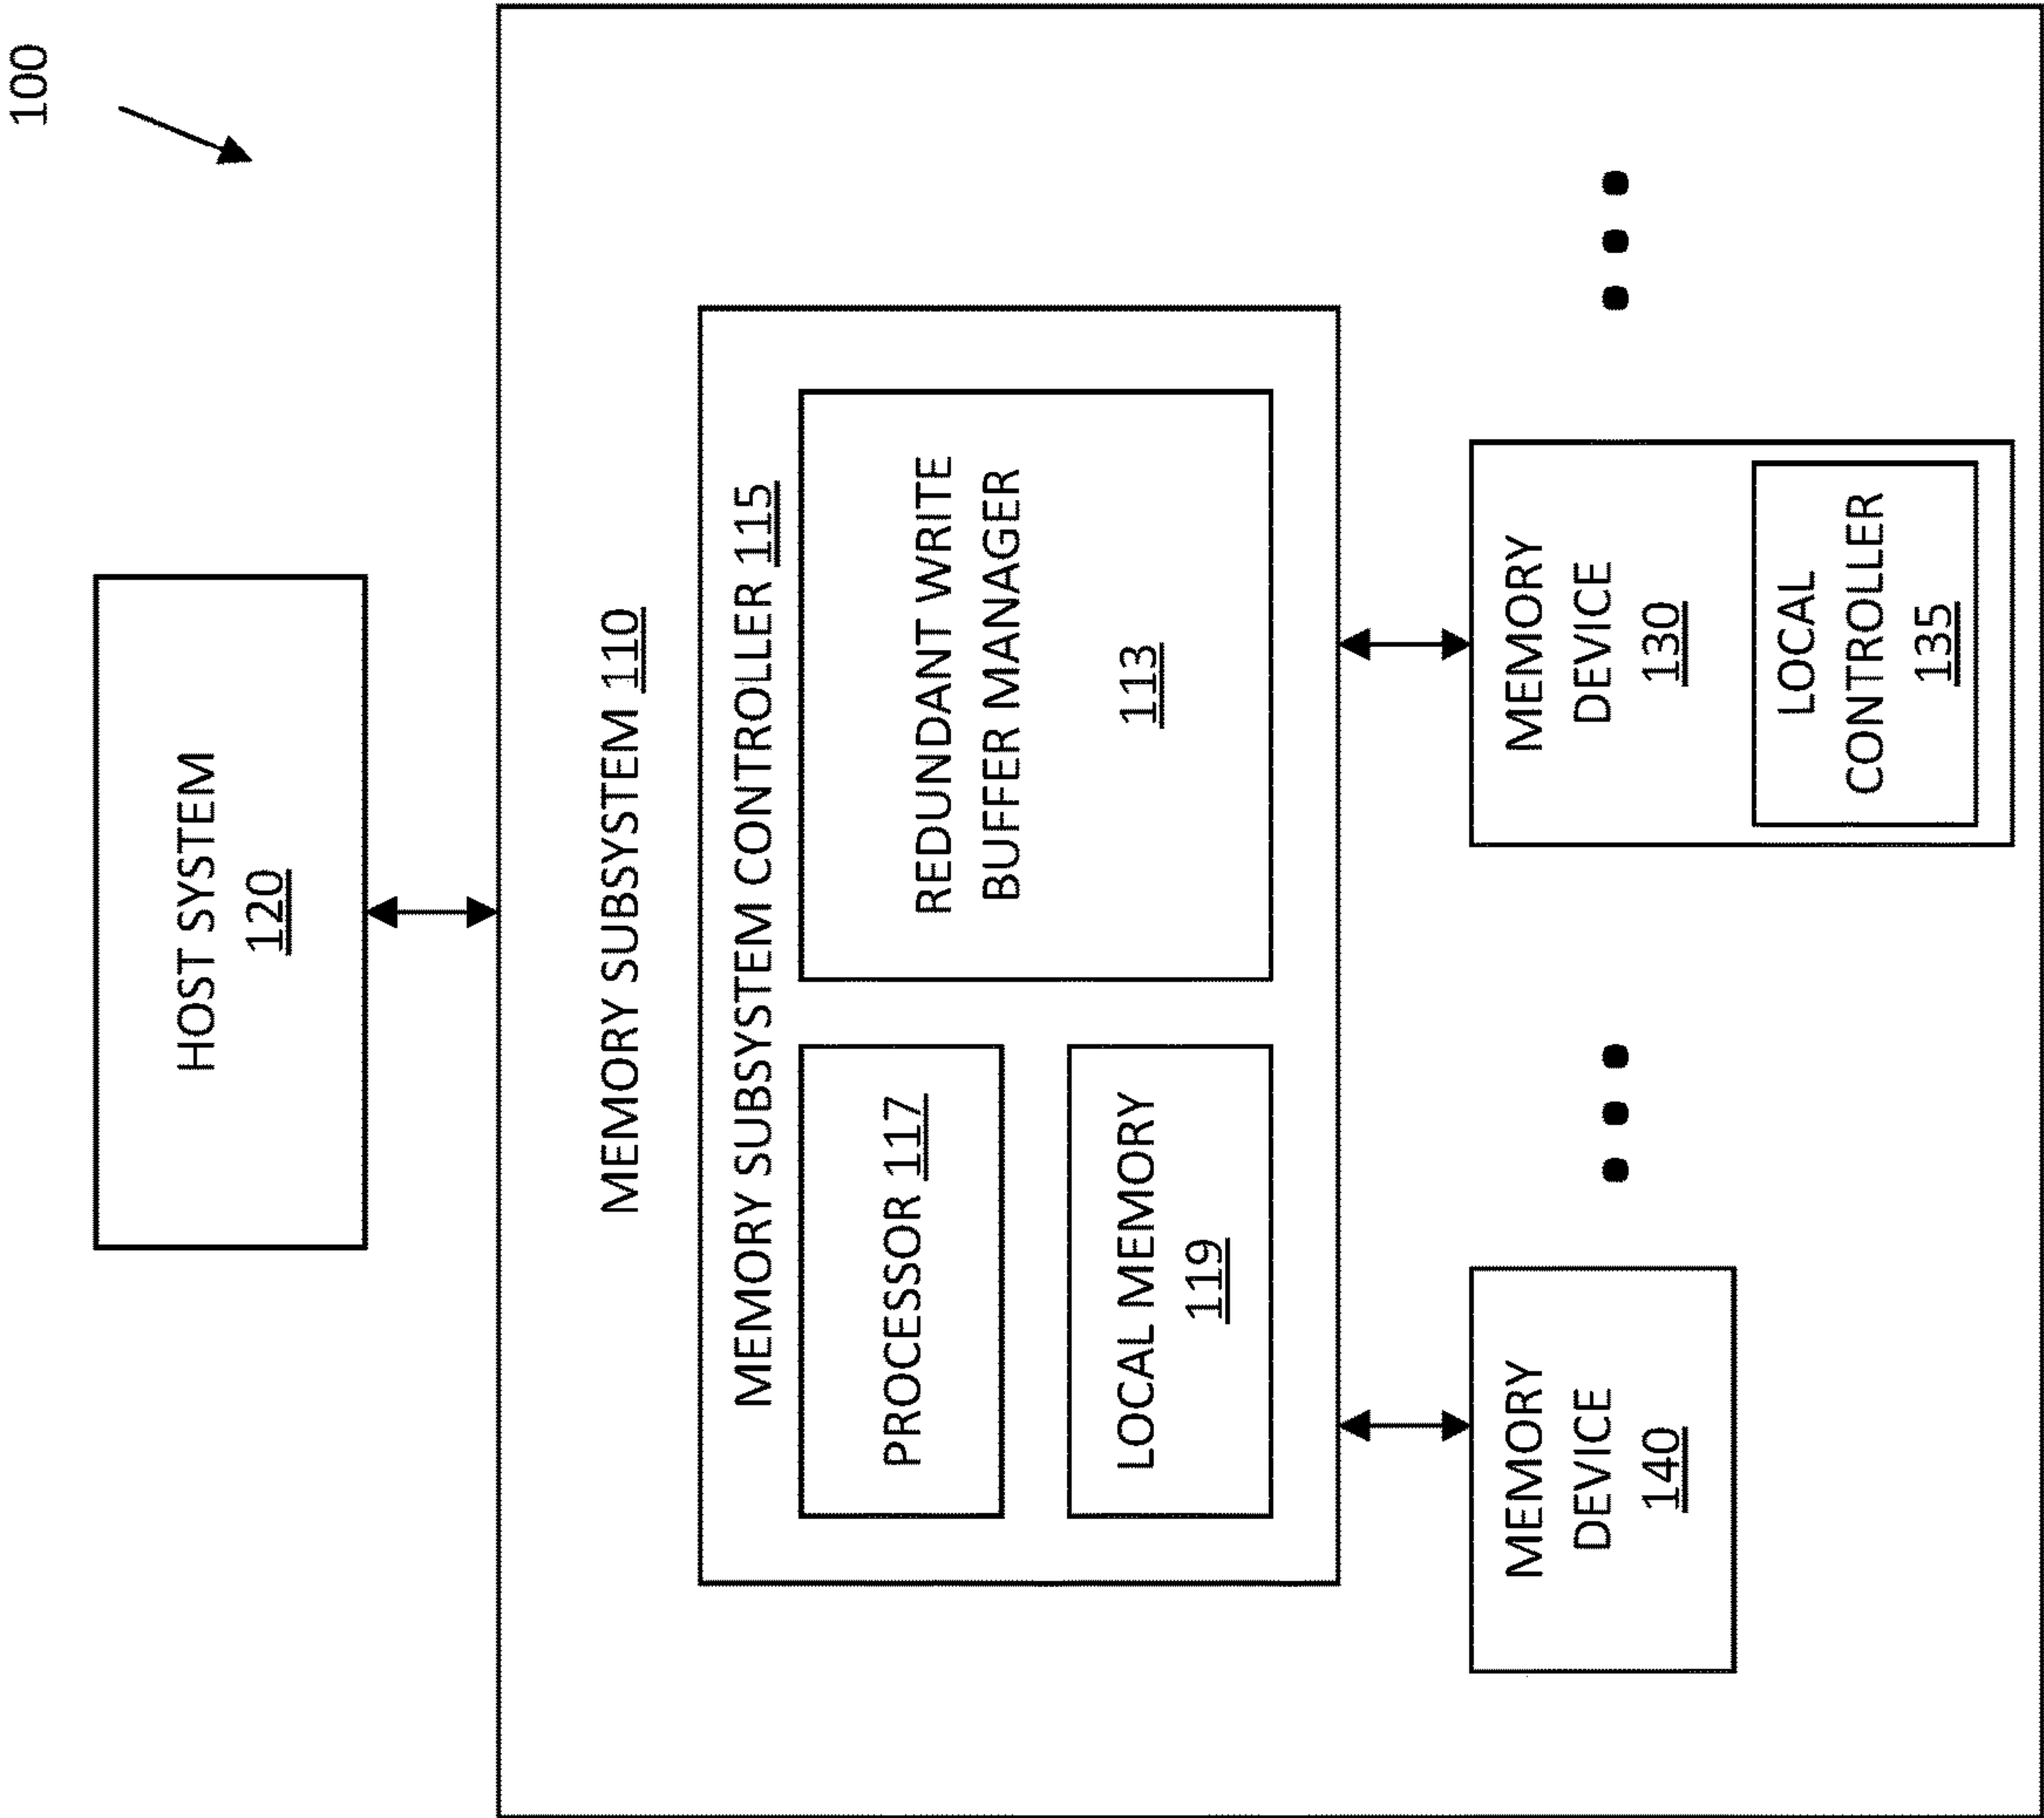 100
HOST SYSTEM
120
MEMORY SUBSYSTEM 110
MEMORY SUBSYSTEM CONTROLLER 115
PROCESSOR 117
LOCAL MEMORY
119
REDUNDANT WRITE
BUFFER MANAGER
113
MEMORY
DEVICE
140
MEMORY
DEVICE
130
LOCAL
CONTROLLER
135